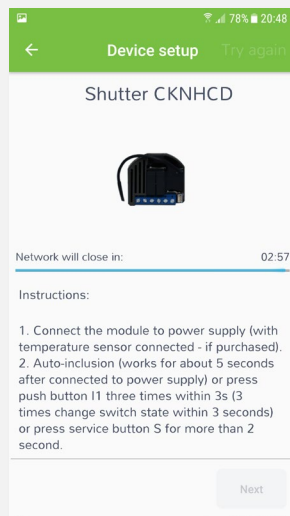 78% 20:48
Device setup Try again
Shutter CKNHCD
Network will close in: 02:57
Instructions:
1. Connect the module to power supply (with
temperature sensor connected - if purchased).
2. Auto-inclusion (works for about 5 seconds
after connected to power supply) or press
push button I1 three times within 3s (3
times change switch state within 3 seconds)
or press service button S for more than 2
second.
Next